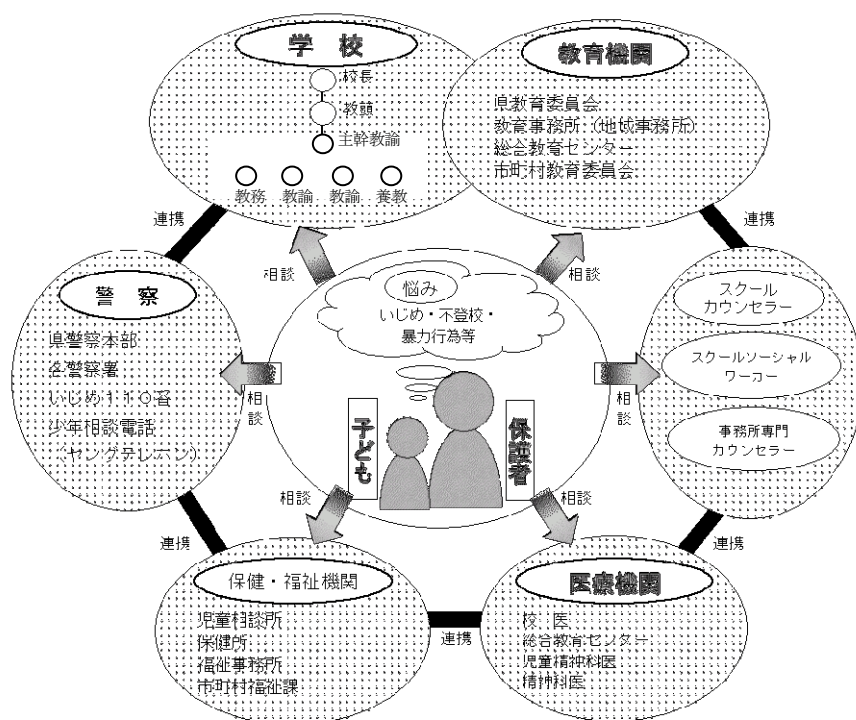 学　校
校長
教頭
主幹教諭
教務　教諭　教諭　養教
教育機関
県教育委員会
教育事務所（地域事務所）
総合教育センター
市町村教育委員会
連携
連携
相談
相談
悩み
いじめ・不登校・
暴力行為等
警　察
県警察本部
各警察署
いじめ１１０番
少年相談電話
（ヤングテレホン）
相談
相談
スクール
カウンセラー
スクールソーシャル
ワーカー
事務所専門
カウンセラー
子ども
保護者
相談
相談
連携
連携
保健・福祉機関
児童相談所
保健所
福祉事務所
市町村福祉課
連携
医療機関
校　医
総合教育センター
児童精神科医
精神科医